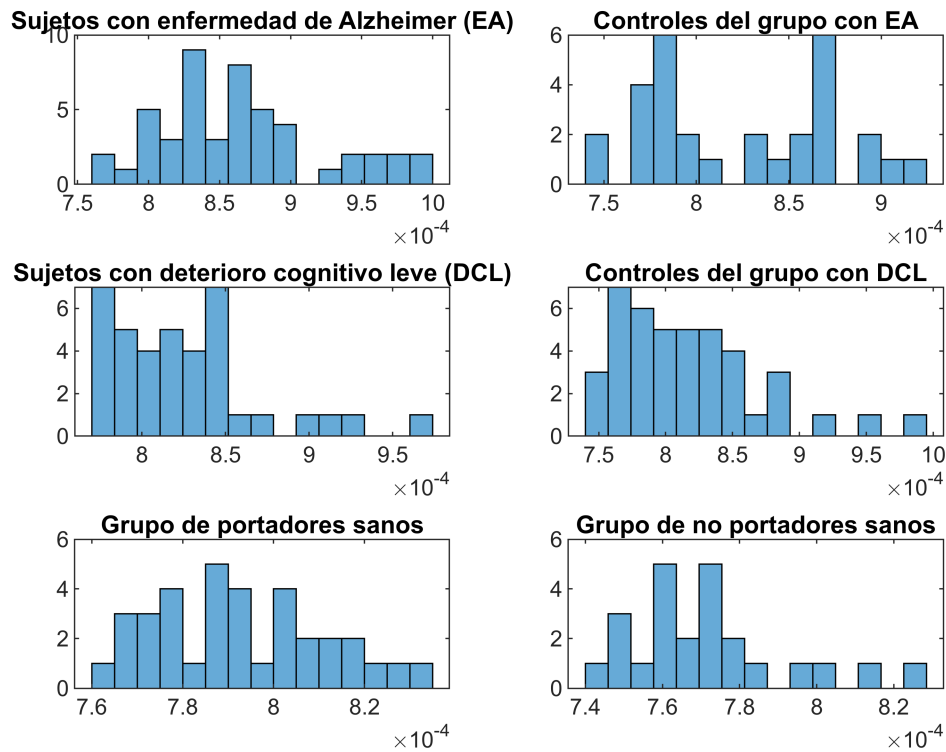 Sujetos con enfermedad de Alzheimer (EA)
10
5
0
7.5 8 8.5 9 9.5 10
×10-4
Controles del grupo con EA
6
4
2
0
7.5 8 8.5 9
×10-4
Sujetos con deterioro cognitivo leve (DCL)
6
4
2
0
8 8.5 9 9.5
×10-4
Controles del grupo con DCL
6
4
2
0
7.5 8 8.5 9 9.5 10
×10-4
Grupo de portadores sanos
6
4
2
0
7.6 7.8 8 8.2
×10-4
Grupo de no portadores sanos
6
4
2
0
7.4 7.6 7.8 8 8.2
×10-4